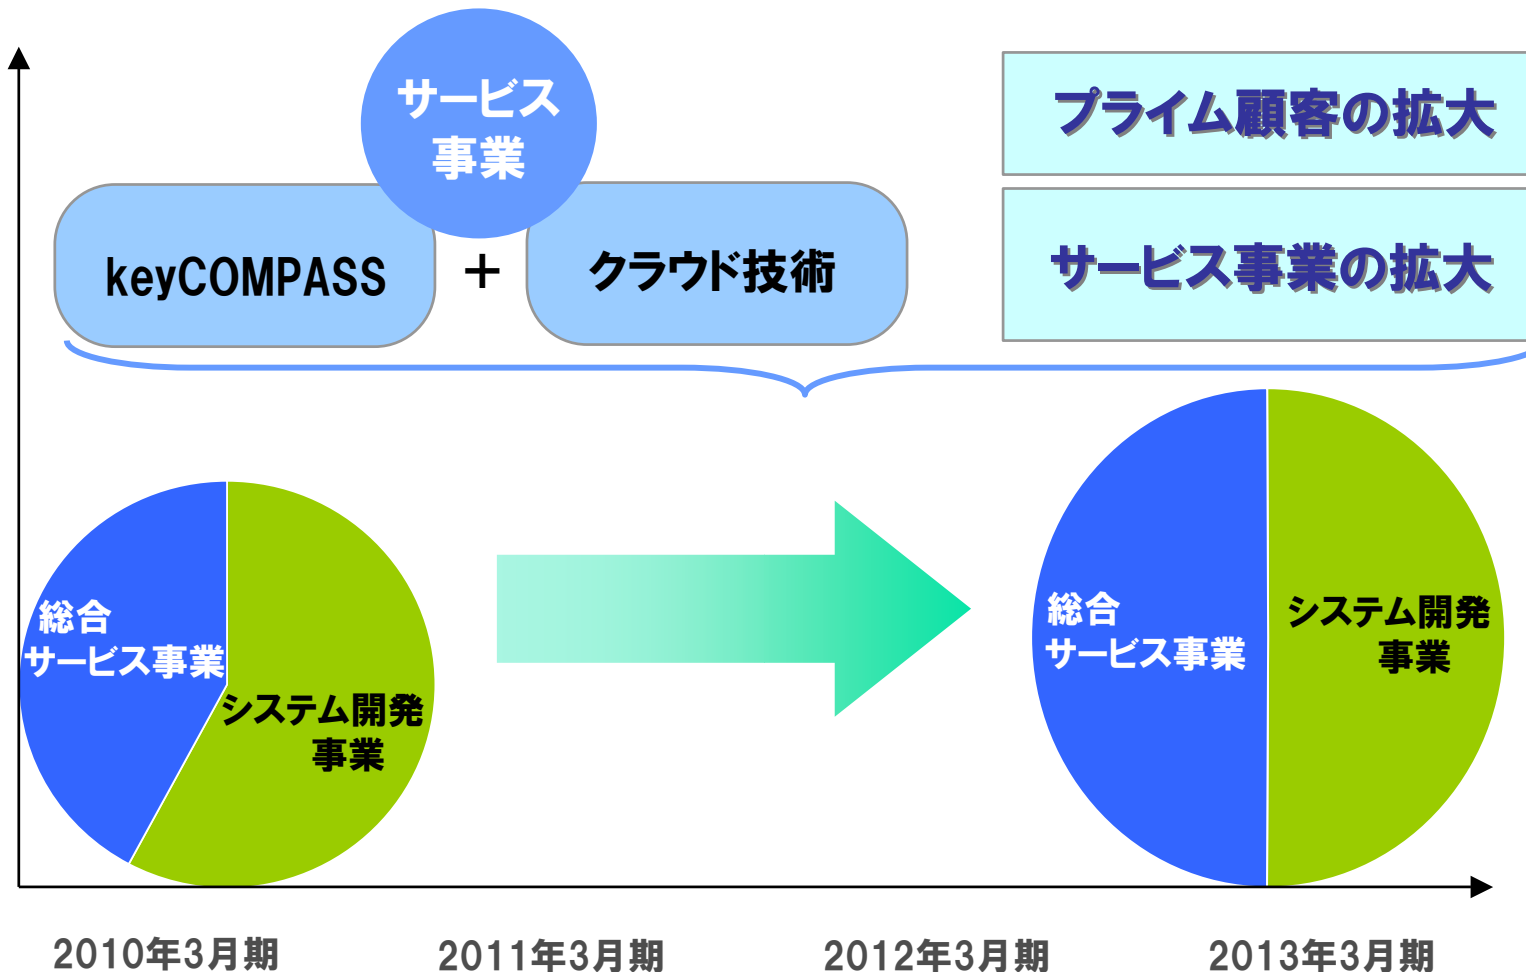 サービス
事業
プライム顧客の拡大
keyCOMPASS
+
クラウド技術
サービス事業の拡大
総合
サービス事業
システム開発
事業
総合
サービス事業
システム開発
事業
2010年3月期
2011年3月期
2012年3月期
2013年3月期